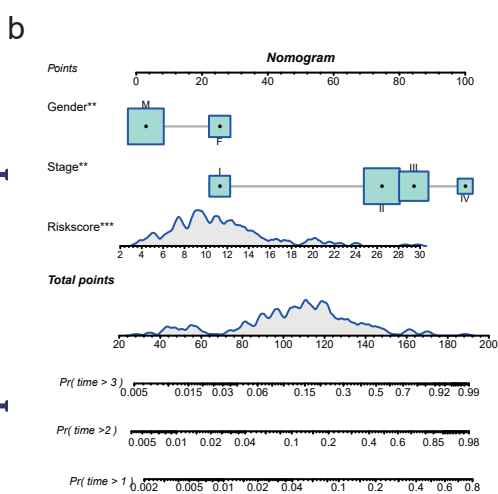 b
Nomogram
Points
0 20 40 60 80 100
Gender**
M
F
Stage**
I
III
II
IV
Riskscore***
2 4 6 8 10 12 14 16 18 20 22 24 26 28 30
Total points
20 40 60 80 100 120 140 160 180 200
Pr( time > 3 )
0.005 0.015 0.03 0.06 0.15 0.3 0.5 0.7 0.92 0.99
Pr( time >2 )
0.005 0.01 0.02 0.04 0.1 0.2 0.4 0.6 0.85 0.98
Pr( time > 1 )
0.002 0.005 0.01 0.02 0.04 0.1 0.2 0.4 0.6 0.8